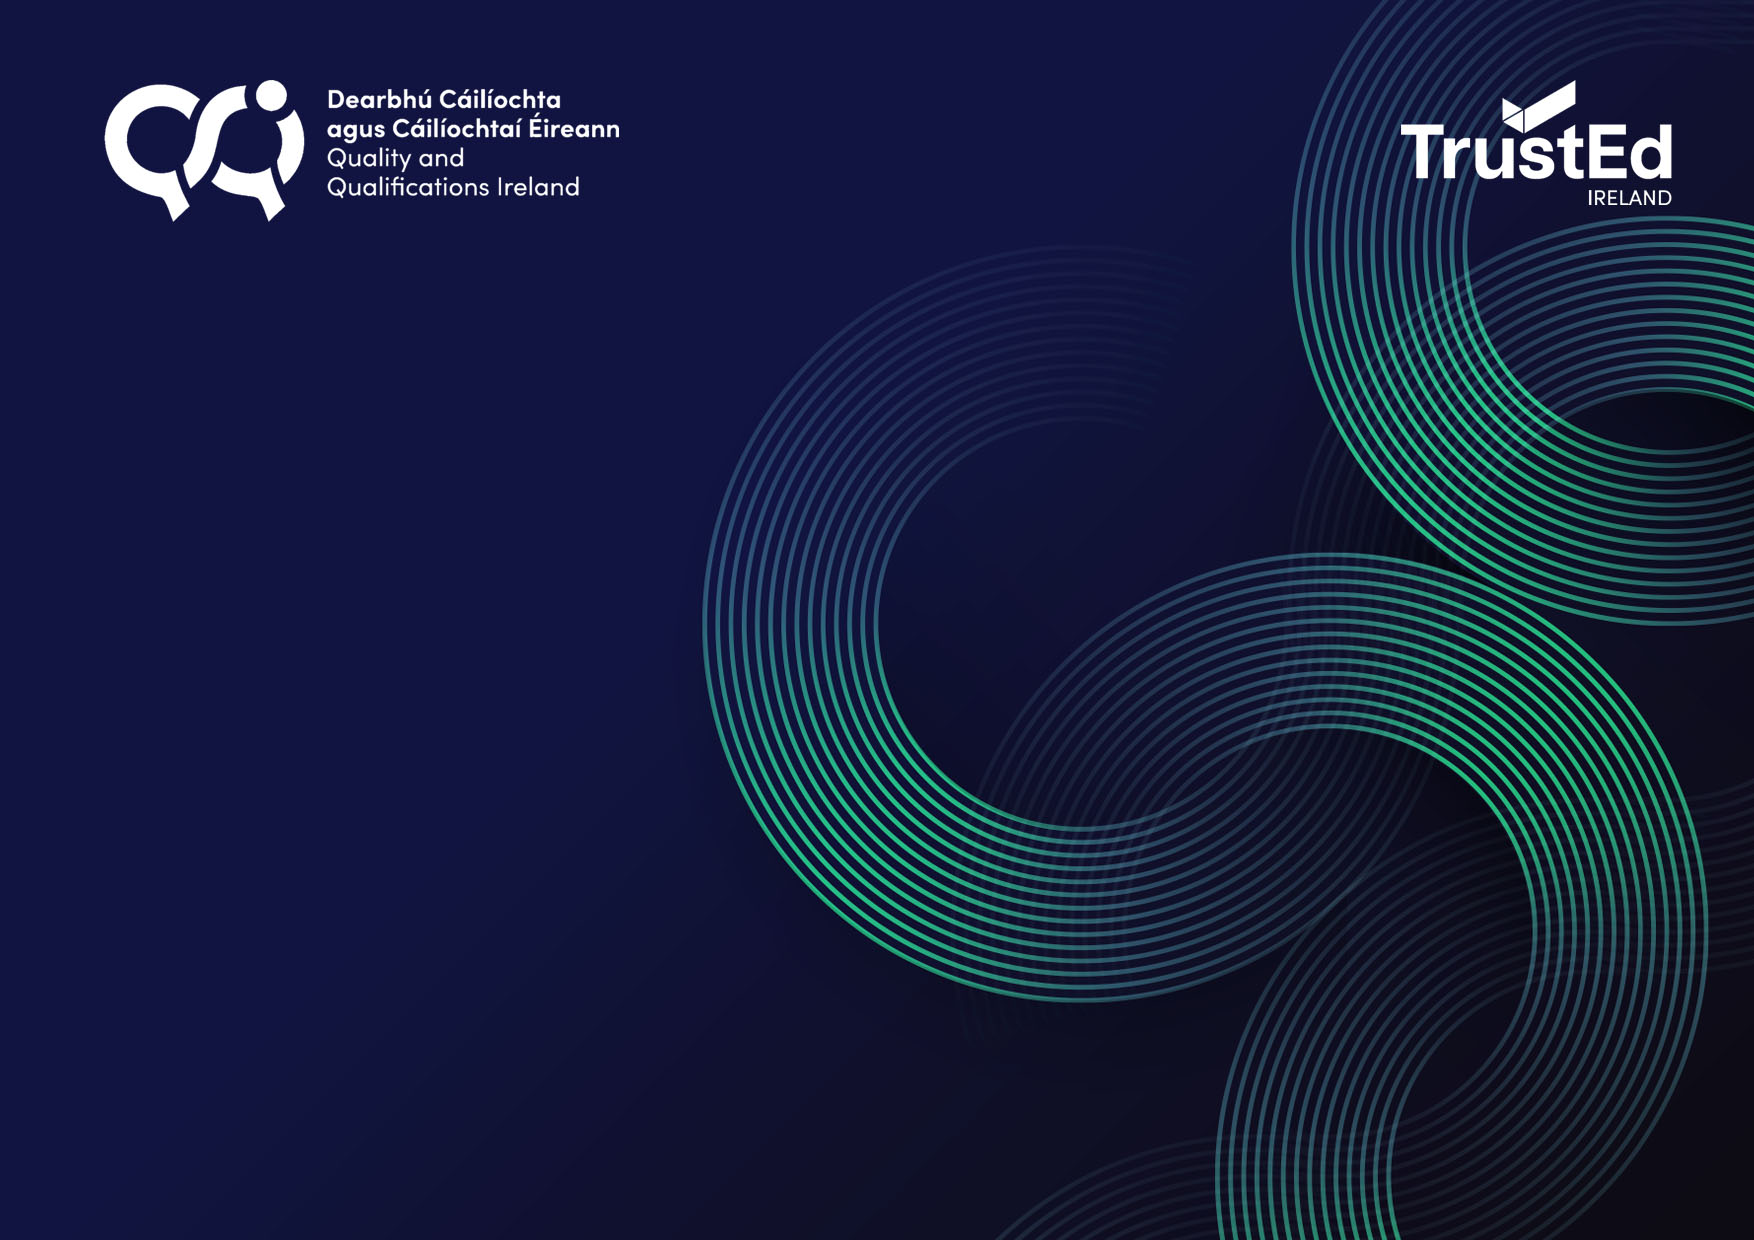 Dearbhú Cáilíochta
agus Cáilíochtaí Éireann
Quality and
Qualifications Ireland
TrustEd
IRELAND